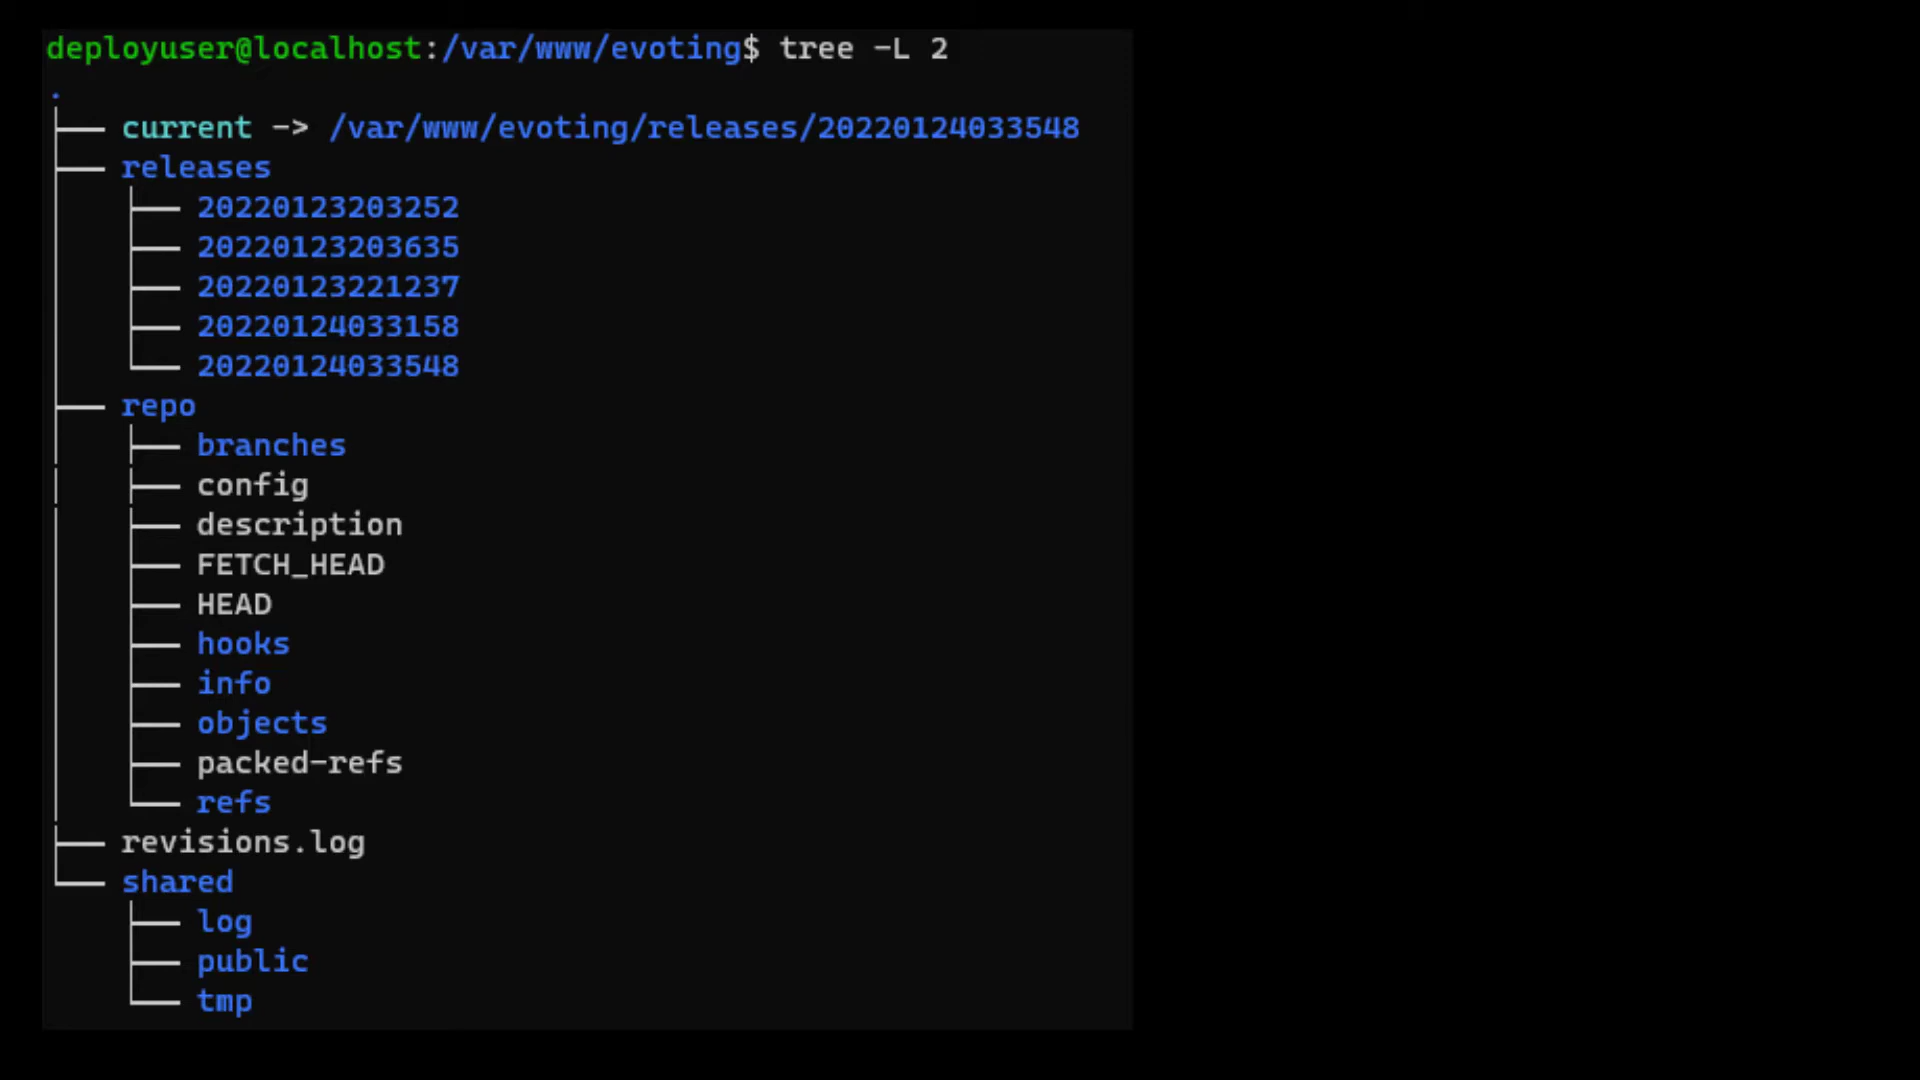 deployuser@localhost:/var/www/evoting$ tree -L 2
.
├── current -> /var/www/evoting/releases/20220124033548
├── releases
│   ├── 20220123203252
│   ├── 20220123203635
│   ├── 20220123221237
│   ├── 20220124033158
│   └── 20220124033548
├── repo
│   ├── branches
│   ├── config
│   ├── description
│   ├── FETCH_HEAD
│   ├── HEAD
│   ├── hooks
│   ├── info
│   ├── objects
│   ├── packed-refs
│   └── refs
├── revisions.log
└── shared
    ├── log
    ├── public
    └── tmp